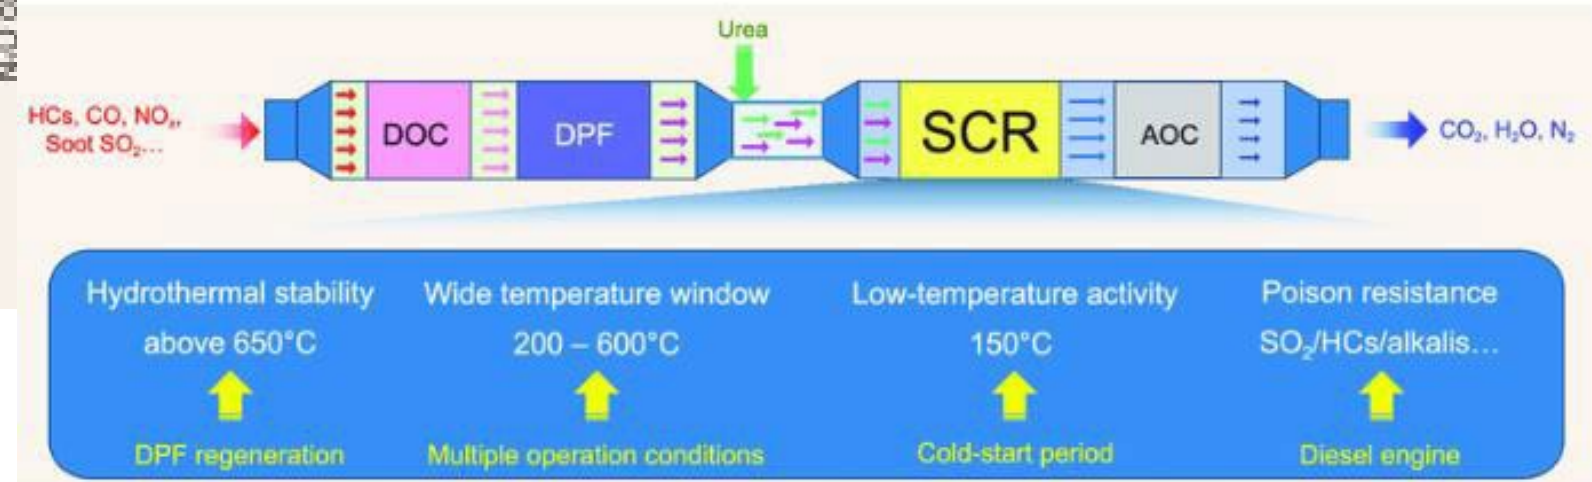 Urea
HCs, CO, NOₓ,
Soot SO₂...
DOC
DPF
SCR
AOC
CO₂, H₂O, N₂
Hydrothermal stability
above 650°C
DPF regeneration
Wide temperature window
200 – 600°C
Multiple operation conditions
Low-temperature activity
150°C
Cold-start period
Poison resistance
SO₂/HCs/alkalis...
Diesel engine